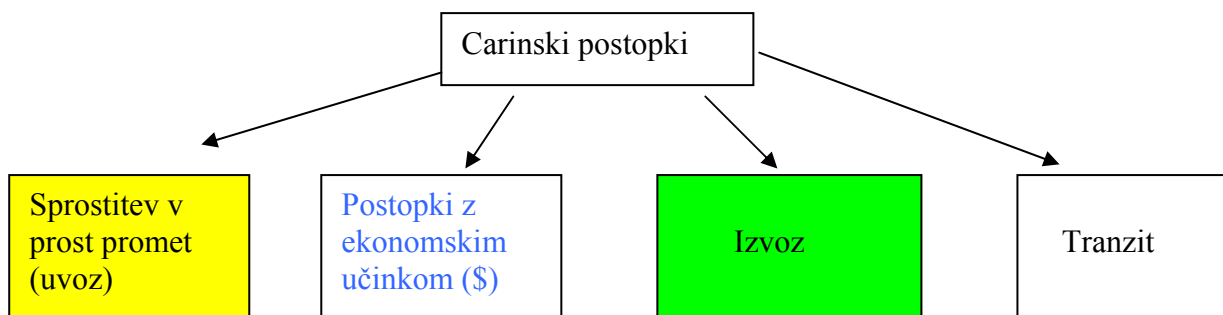 Carinski postopki
Sprostitev v
prost promet
(uvoz)
Postopki z
ekonomskim
učinkom ($)
Izvoz
Tranzit